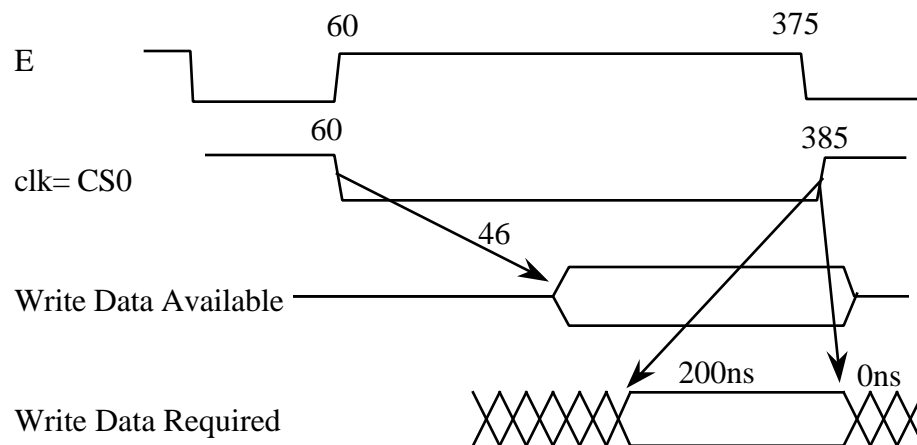 60 375
E
60 385
clk= CS0
46
Write Data Available
200ns 0ns
Write Data Required